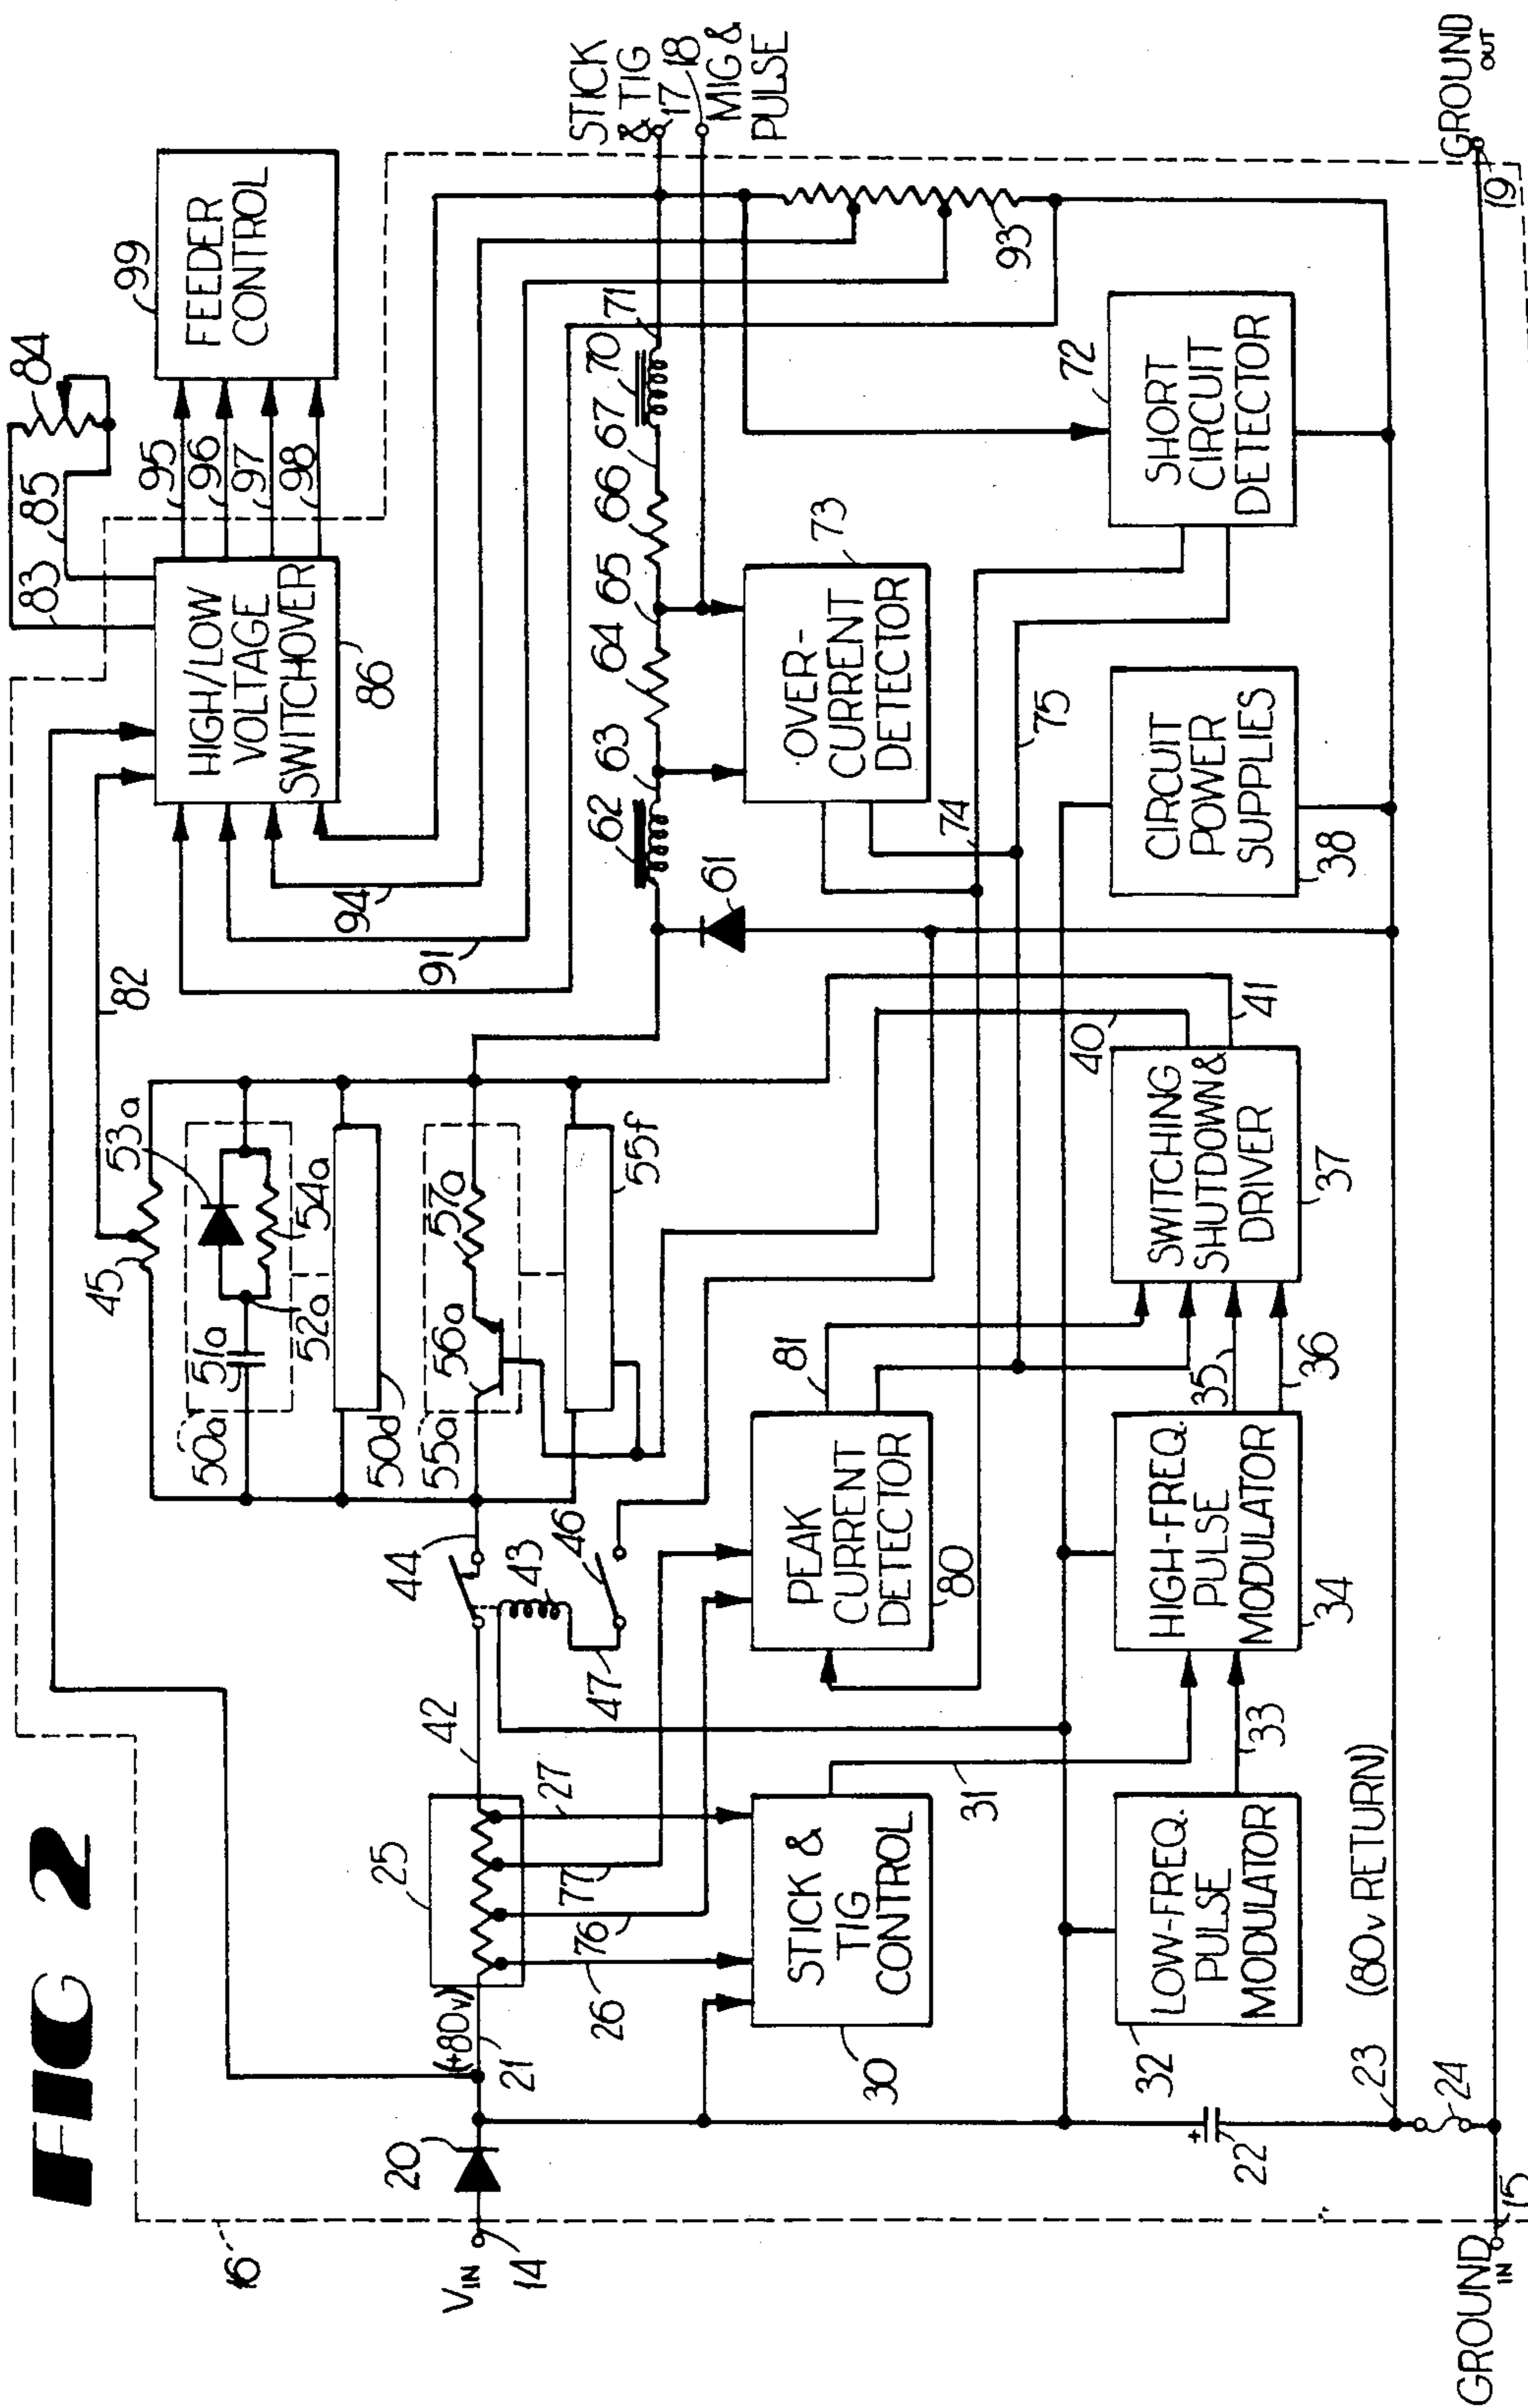 FIG 2
16
V IN
14
20
21
(+80v)
25
42
26
76
77
27
44
43
46
47
45
82
50a
51a
52a
53a
54a
50d
55a
56a
57a
55f
83
85
84
HIGH/LOW
VOLTAGE
SWITCHOVER
86
95
96
97
98
99
FEEDER
CONTROL
91
94
61
62
63
64
65
66
67
70
71
STICK
& TIG
17
18
MIG &
PULSE
93
30
STICK &
TIG
CONTROL
31
PEAK
CURRENT
DETECTOR
80
81
OVER-
CURRENT
DETECTOR
73
74
75
72
SHORT
CIRCUIT
DETECTOR
32
LOW-FREQ.
PULSE
MODULATOR
33
HIGH-FREQ.
PULSE
MODULATOR
34
35
36
SWITCHING
SHUTDOWN &
DRIVER
37
40
41
CIRCUIT
POWER
SUPPLIES
38
22
+
23
(80v RETURN)
24
GROUND
IN
15
GROUND
OUT
19